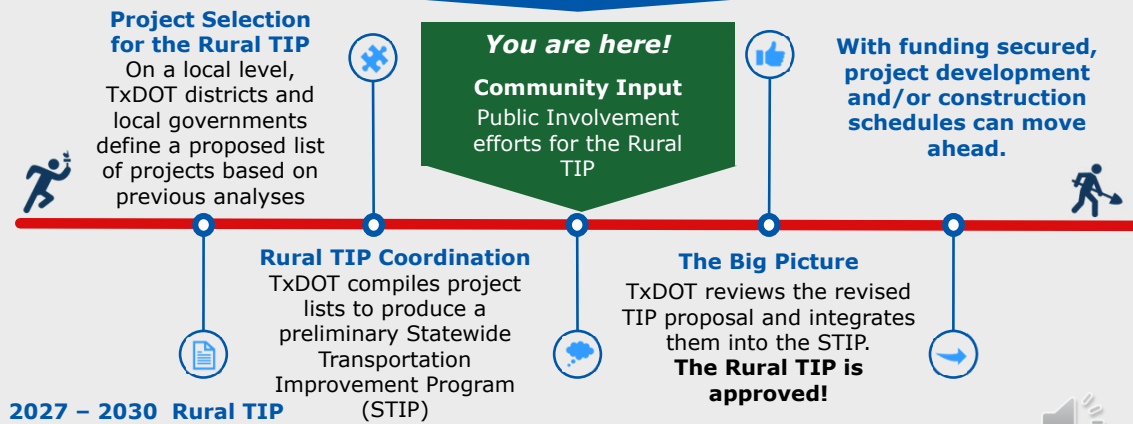 Project Selection
for the Rural TIP
On a local level,
TxDOT districts and
local governments
define a proposed list
of projects based on
previous analyses
Rural TIP Coordination
TxDOT compiles project
lists to produce a
preliminary Statewide
Transportation
Improvement Program
(STIP)
You are here!
Community Input
Public Involvement
efforts for the Rural
TIP
The Big Picture
TxDOT reviews the revised
TIP proposal and integrates
them into the STIP.
The Rural TIP is
approved!
With funding secured,
project development
and/or construction
schedules can move
ahead.
2027 – 2030 Rural TIP